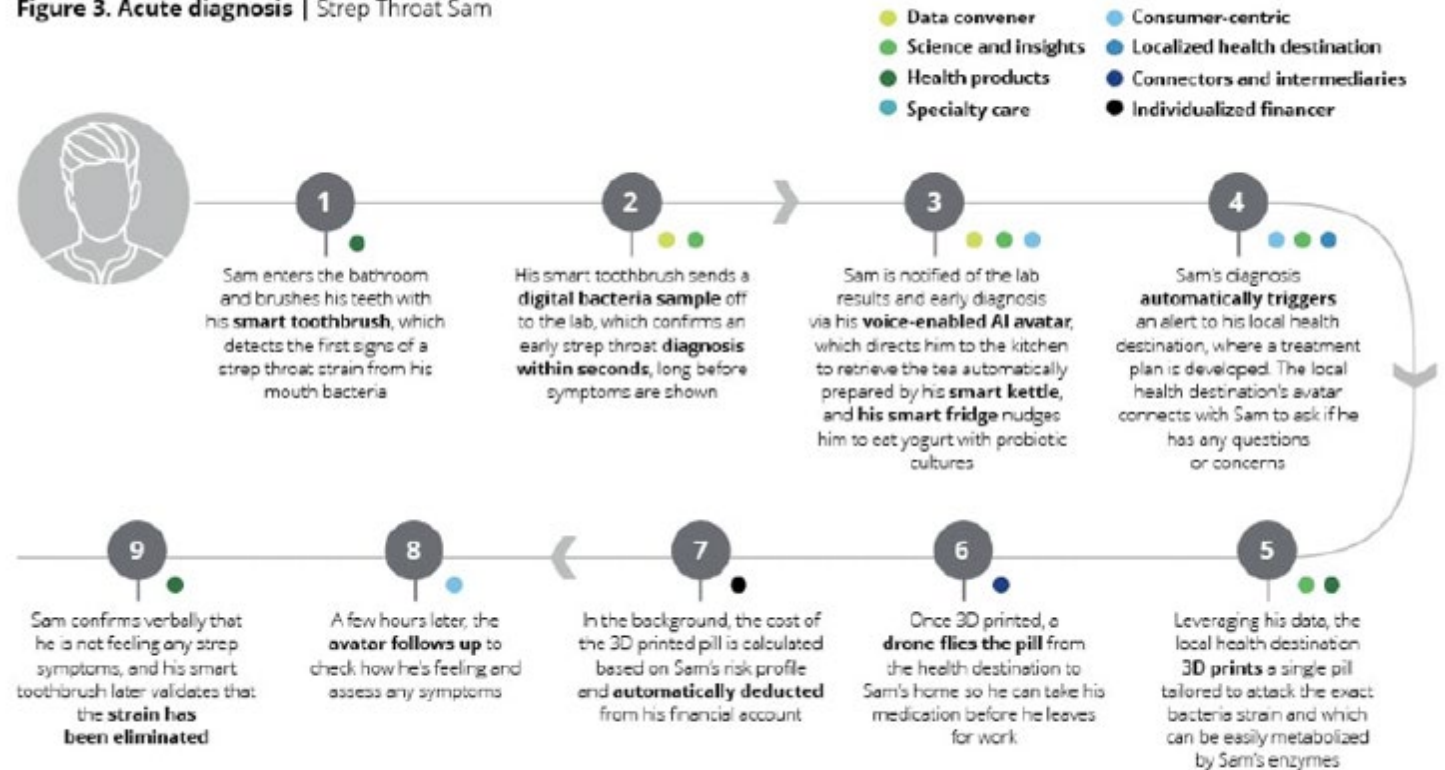 Figure 3. Acute diagnosis | Strep Throat Sam
Data convener
Science and insights
Health products
Specialty care
Consumer-centric
Localized health destination
Connectors and intermediaries
Individualized financer
1
Sam enters the bathroom
and brushes his teeth with
his smart toothbrush, which
detects the first signs of a
strep throat strain from his
mouth bacteria
2
His smart toothbrush sends a
digital bacteria sample off
to the lab, which confirms an
early strep throat diagnosis
within seconds, long before
symptoms are shown
3
Sam is notified of the lab
results and early diagnosis
via his voice-enabled AI avatar,
which directs him to the kitchen
to retrieve the tea automatically
prepared by his smart kettle,
and his smart fridge nudges
him to eat yogurt with probiotic
cultures
4
Sam's diagnosis
automatically triggers
an alert to his local health
destination, where a treatment
plan is developed. The local
health destination's avatar
connects with Sam to ask if he
has any questions
or concerns
5
Leveraging his data, the
local health destination
3D prints a single pill
tailored to attack the exact
bacteria strain and which
can be easily metabolized
by Sam's enzymes
6
Once 3D printed, a
drone flies the pill from
the health destination to
Sam's home so he can take his
medication before he leaves
for work
7
In the background, the cost of
the 3D printed pill is calculated
based on Sam's risk profile
and automatically deducted
from his financial account
8
A few hours later, the
avatar follows up to
check how he's feeling and
assess any symptoms
9
Sam confirms verbally that
he is not feeling any strep
symptoms, and his smart
toothbrush later validates that
the strain has
been eliminated